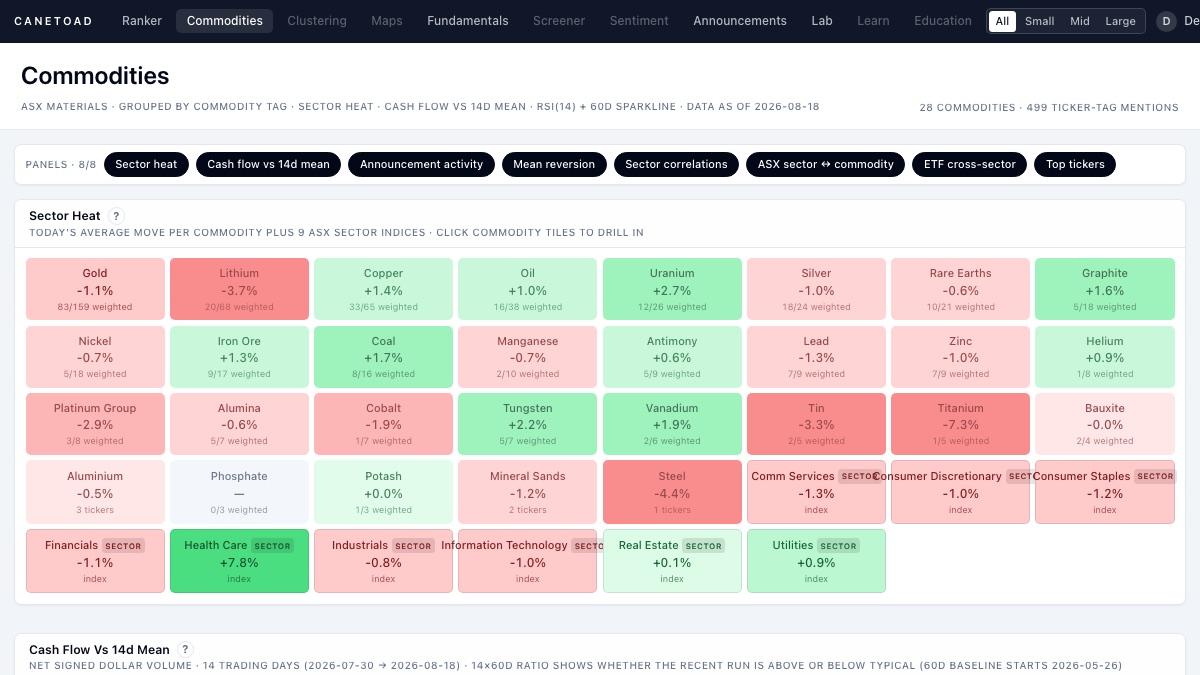 CANETOAD Ranker Commodities Clustering Maps Fundamentals Screener Sentiment Announcements Lab Learn Education All Small Mid Large D De
Commodities
ASX MATERIALS · GROUPED BY COMMODITY TAG · SECTOR HEAT · CASH FLOW VS 14D MEAN · RSI(14) + 60D SPARKLINE · DATA AS OF 2026-08-18
28 COMMODITIES · 499 TICKER-TAG MENTIONS
PANELS · 8/8 Sector heat Cash flow vs 14d mean Announcement activity Mean reversion Sector correlations ASX sector ↔ commodity ETF cross-sector Top tickers
Sector Heat ?
TODAY'S AVERAGE MOVE PER COMMODITY PLUS 9 ASX SECTOR INDICES · CLICK COMMODITY TILES TO DRILL IN
Gold Lithium Copper Oil Uranium Silver Rare Earths Graphite
-1.1% -3.7% +1.4% +1.0% +2.7% -1.0% -0.6% +1.6%
83/159 weighted 20/68 weighted 33/65 weighted 16/38 weighted 12/26 weighted 18/24 weighted 10/21 weighted 5/18 weighted
Nickel Iron Ore Coal Manganese Antimony Lead Zinc Helium
-0.7% +1.3% +1.7% -0.7% +0.6% -1.3% -1.0% +0.9%
5/18 weighted 9/17 weighted 8/16 weighted 2/10 weighted 5/9 weighted 7/9 weighted 7/9 weighted 1/8 weighted
Platinum Group Alumina Cobalt Tungsten Vanadium Tin Titanium Bauxite
-2.9% -0.6% -1.9% +2.2% +1.9% -3.3% -7.3% -0.0%
3/8 weighted 5/7 weighted 1/7 weighted 5/7 weighted 2/6 weighted 2/5 weighted 1/5 weighted 2/4 weighted
Aluminium Phosphate Potash Mineral Sands Steel Comm Services SECTOR Consumer Discretionary SECT Consumer Staples SECTOR
-0.5% — +0.0% -1.2% -4.4% -1.3% -1.0% -1.2%
3 tickers 0/3 weighted 1/3 weighted 2 tickers 1 tickers index index index
Financials SECTOR Health Care SECTOR Industrials SECTOR Information Technology SECTO Real Estate SECTOR Utilities SECTOR
-1.1% +7.8% -0.8% -1.0% +0.1% +0.9%
index index index index index index
Cash Flow Vs 14d Mean ?
NET SIGNED DOLLAR VOLUME · 14 TRADING DAYS (2026-07-30 → 2026-08-18) · 14×60D RATIO SHOWS WHETHER THE RECENT RUN IS ABOVE OR BELOW TYPICAL (60D BASELINE STARTS 2026-05-26)